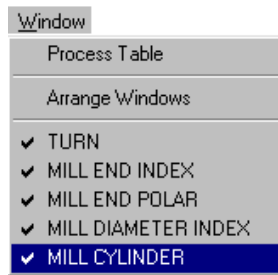 Window
Process Table
Arrange Windows
TURN
MILL END INDEX
MILL END POLAR
MILL DIAMETER INDEX
MILL CYLINDER